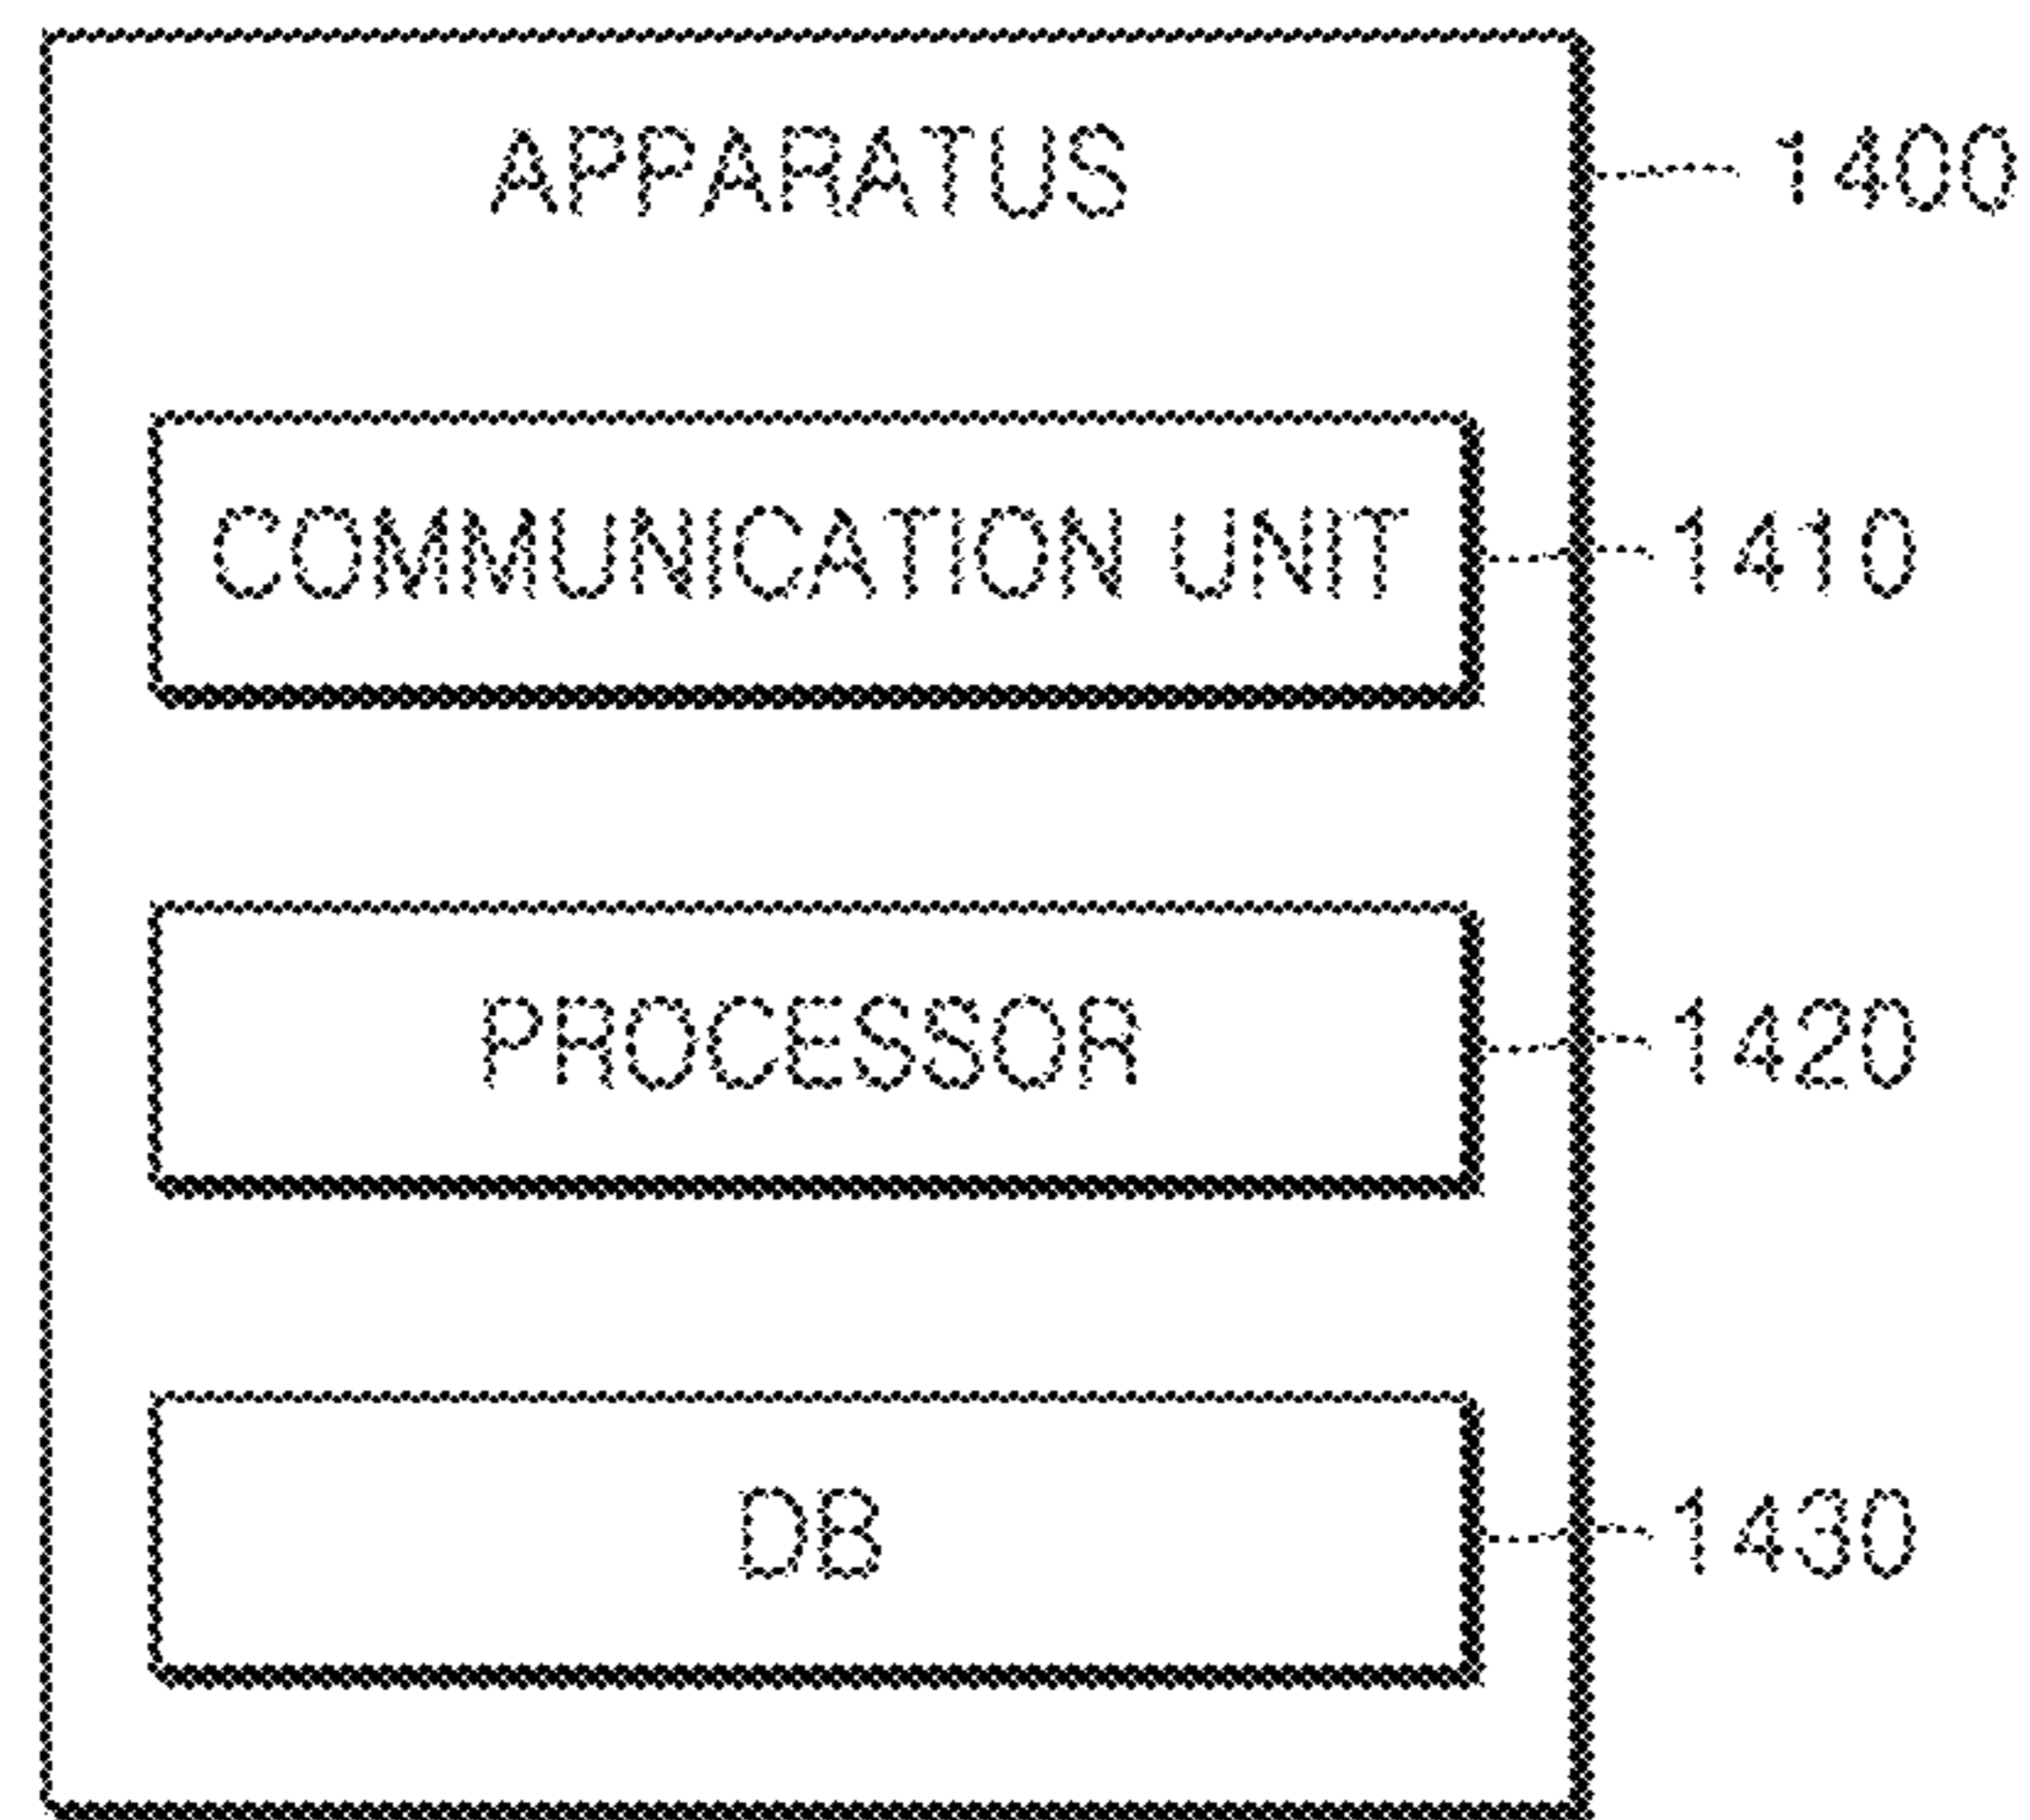 APPARATUS 1400
COMMUNICATION UNIT 1410
PROCESSOR 1420
DB 1430